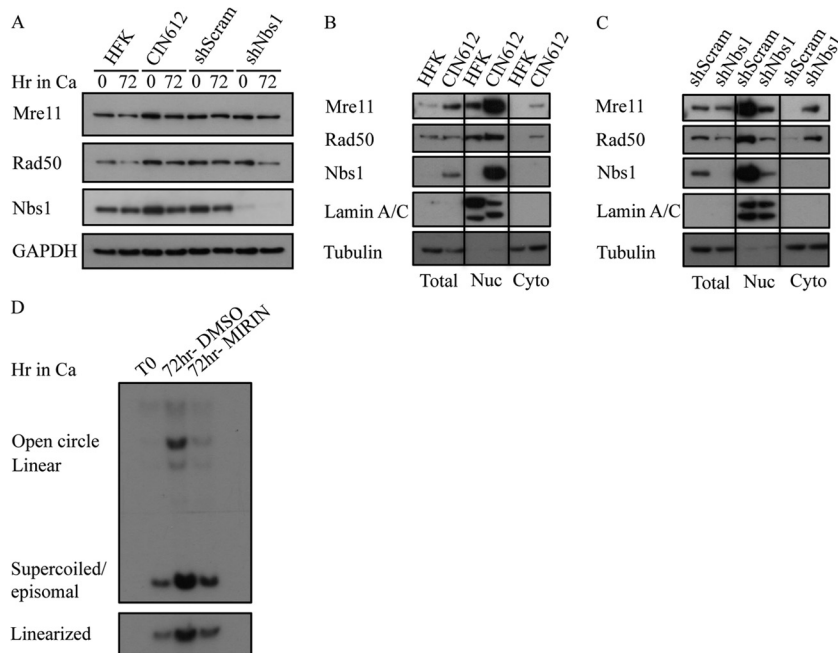 A
HFK CIN612 shScram shNbs1
Hr in Ca 0 72 0 72 0 72 0 72
Mre11
Rad50
Nbs1
GAPDH
B
HFK CIN612 HFK CIN612 HFK CIN612
Mre11
Rad50
Nbs1
Lamin A/C
Tubulin
Total Nuc Cyto
C
shScram shNbs1 shScram shNbs1 shScram shNbs1
Mre11
Rad50
Nbs1
Lamin A/C
Tubulin
Total Nuc Cyto
D
T0 72hr- DMSO 72hr- MIRIN
Hr in Ca
Open circle
Linear
Supercoiled/
episomal
Linearized